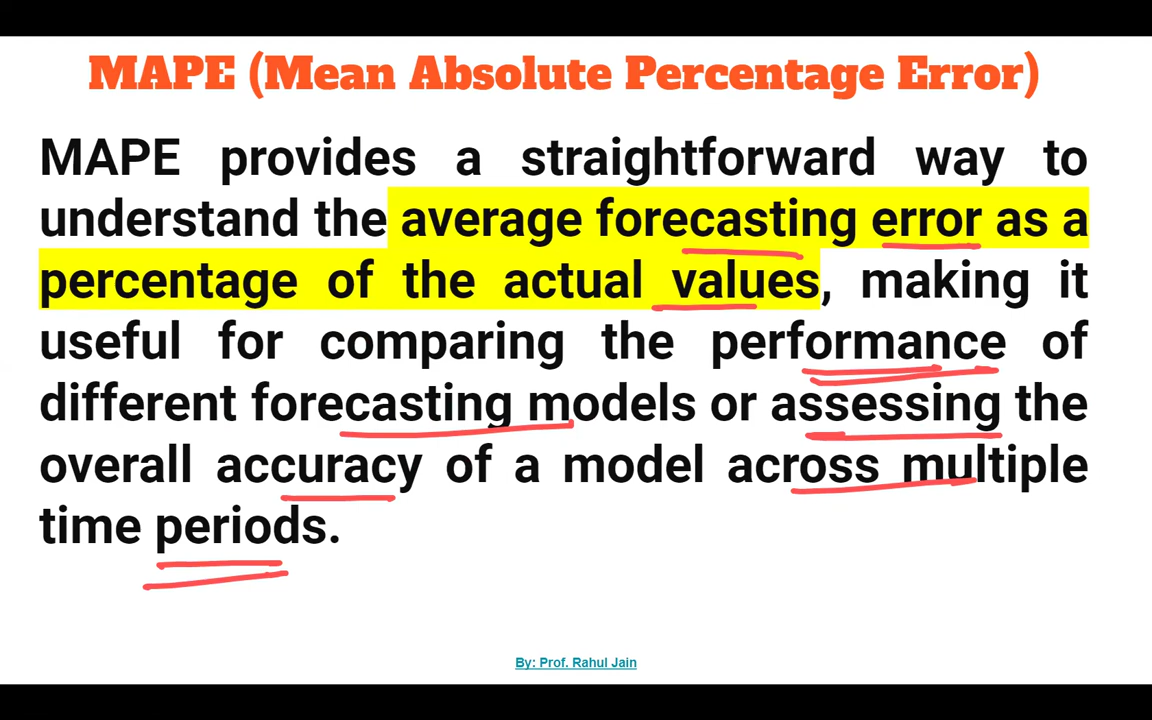 MAPE (Mean Absolute Percentage Error)
MAPE provides a straightforward way to
understand the average forecasting error as a
percentage of the actual values, making it
useful for comparing the performance of
different forecasting models or assessing the
overall accuracy of a model across multiple
time periods.
By: Prof. Rahul Jain